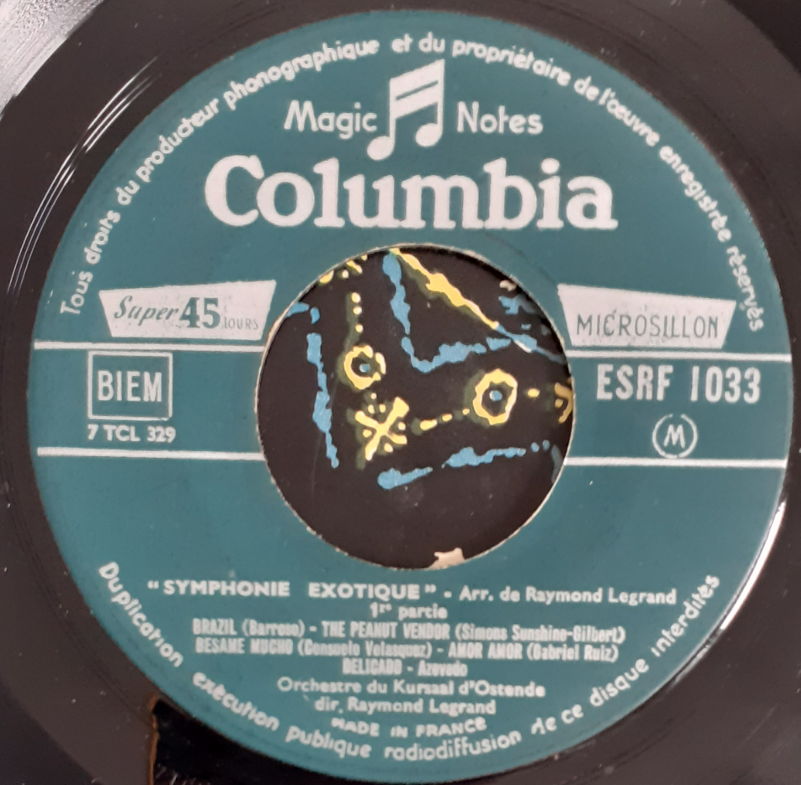 Tous droits du producteur phonographique et du propriétaire de l'œuvre enregistrée réservés
Magic Notes
Columbia
Super 45 TOURS
MICROSILLON
BIEM
7 TCL 329
ESRF 1033
M
"SYMPHONIE EXOTIQUE" - Arr. de Raymond Legrand
1re partie
BRAZIL (Barroso) - THE PEANUT VENDOR (Simons Sunshine-Gilbert)
BESAME MUCHO (Consuelo Velasquez) - AMOR AMOR (Gabriel Ruiz)
DELICADO - Azevedo
Orchestre du Kursaal d'Ostende
dir. Raymond Legrand
MADE IN FRANCE
Duplication exécution publique radiodiffusion de ce disque interdites